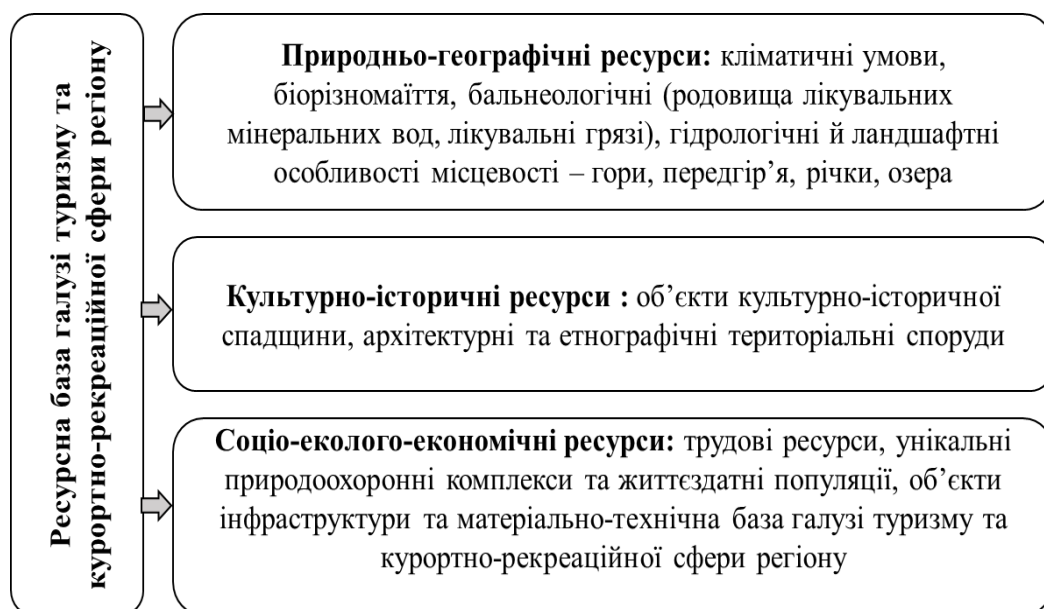 Ресурсна база галузі туризму та
курортно-рекреаційної сфери регіону
Природньо-географічні ресурси: кліматичні умови,
біорізномаїття, бальнеологічні (родовища лікувальних
мінеральних вод, лікувальні грязі), гідрологічні й ландшафтні
особливості місцевості – гори, передгір’я, річки, озера
Культурно-історичні ресурси : об’єкти культурно-історичної
спадщини, архітектурні та етнографічні територіальні споруди
Соціо-еколого-економічні ресурси: трудові ресурси, унікальні
природоохоронні комплекси та життєздатні популяції, об’єкти
інфраструктури та матеріально-технічна база галузі туризму та
курортно-рекреаційної сфери регіону